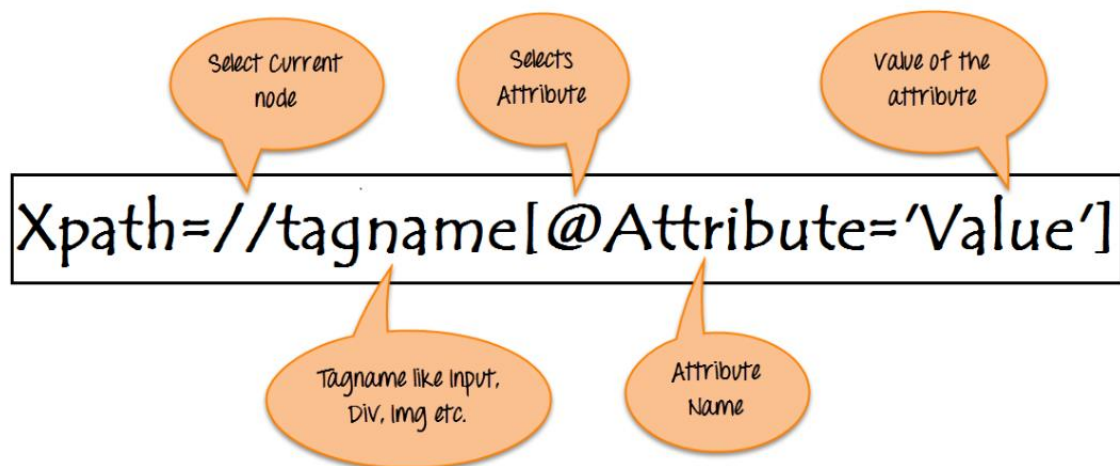 Select Current
node
Selects
Attribute
Value of the
attribute
Xpath=//tagname[@Attribute='Value']
Tagname like Input,
Div, Img etc.
Attribute
Name